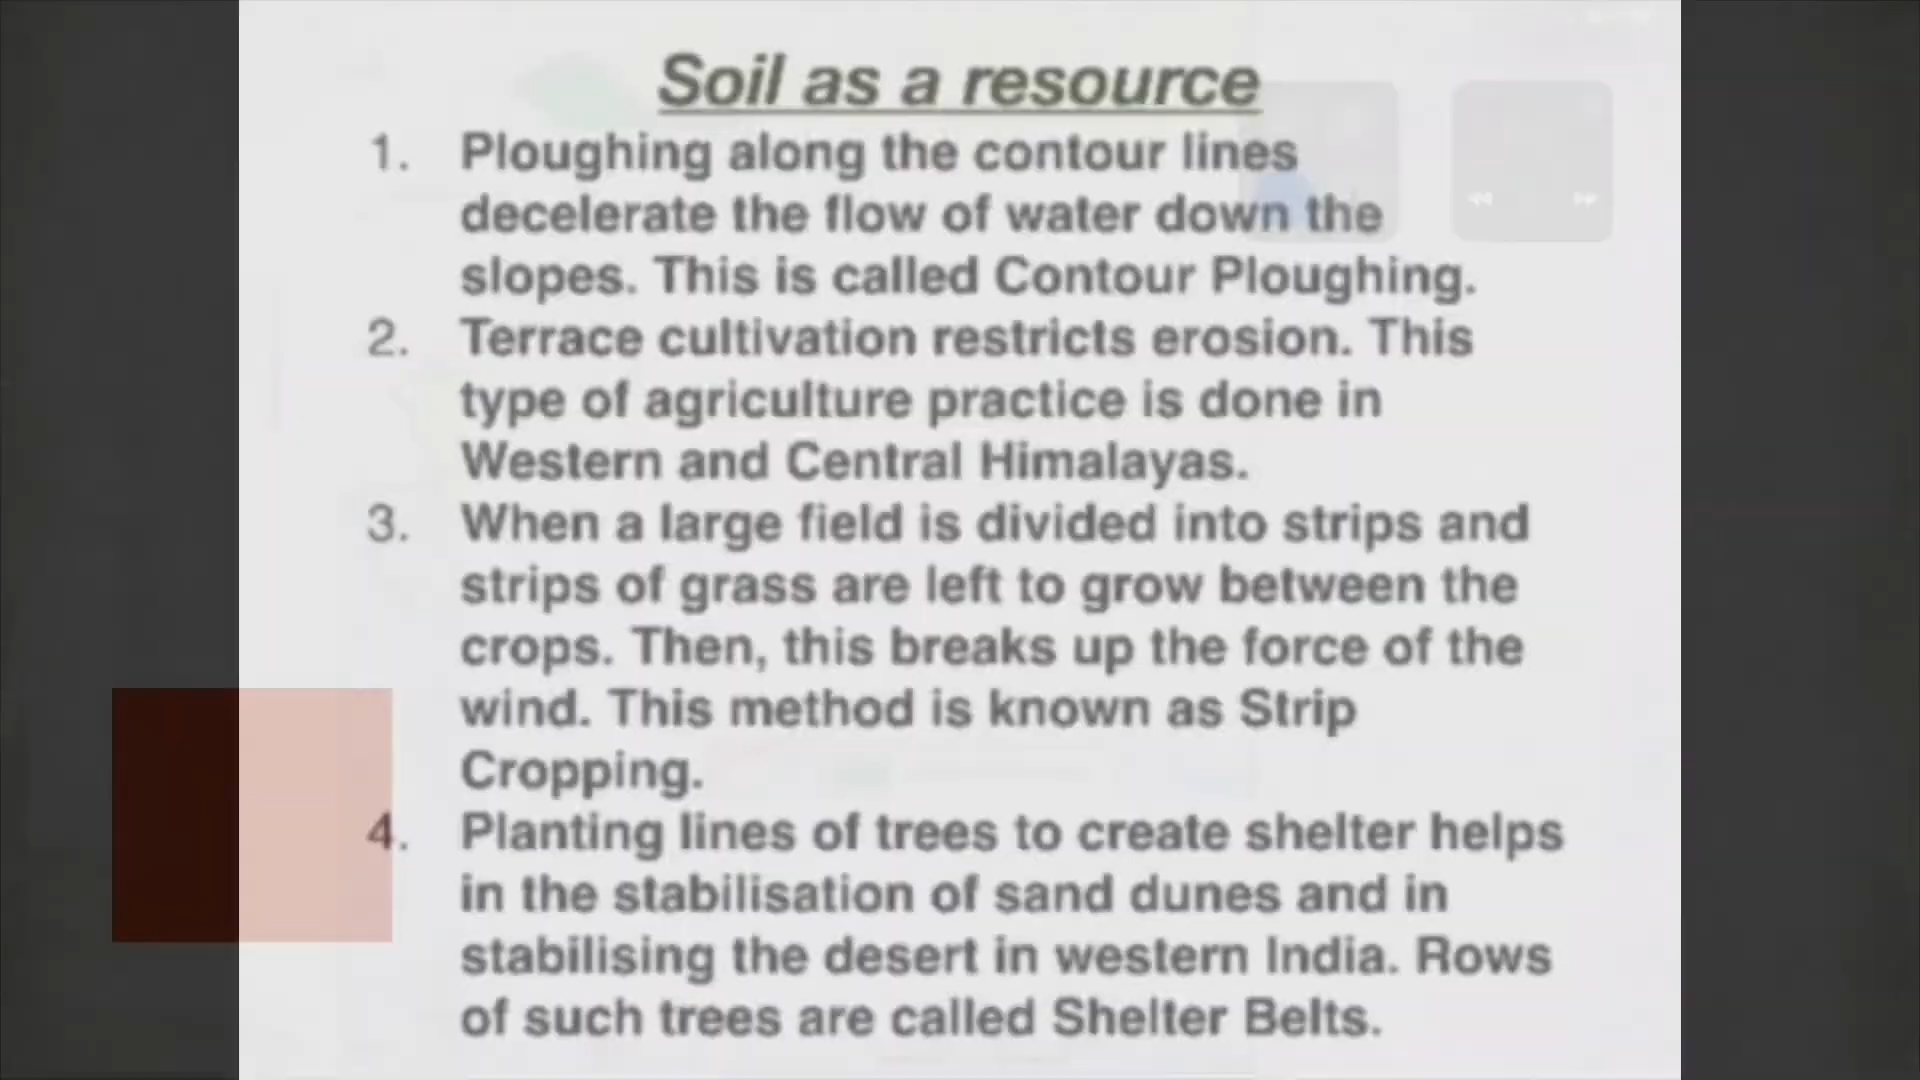 Soil as a resource
1. Ploughing along the contour lines
decelerate the flow of water down the
slopes. This is called Contour Ploughing.
2. Terrace cultivation restricts erosion. This
type of agriculture practice is done in
Western and Central Himalayas.
3. When a large field is divided into strips and
strips of grass are left to grow between the
crops. Then, this breaks up the force of the
wind. This method is known as Strip
Cropping.
4. Planting lines of trees to create shelter helps
in the stabilisation of sand dunes and in
stabilising the desert in western India. Rows
of such trees are called Shelter Belts.